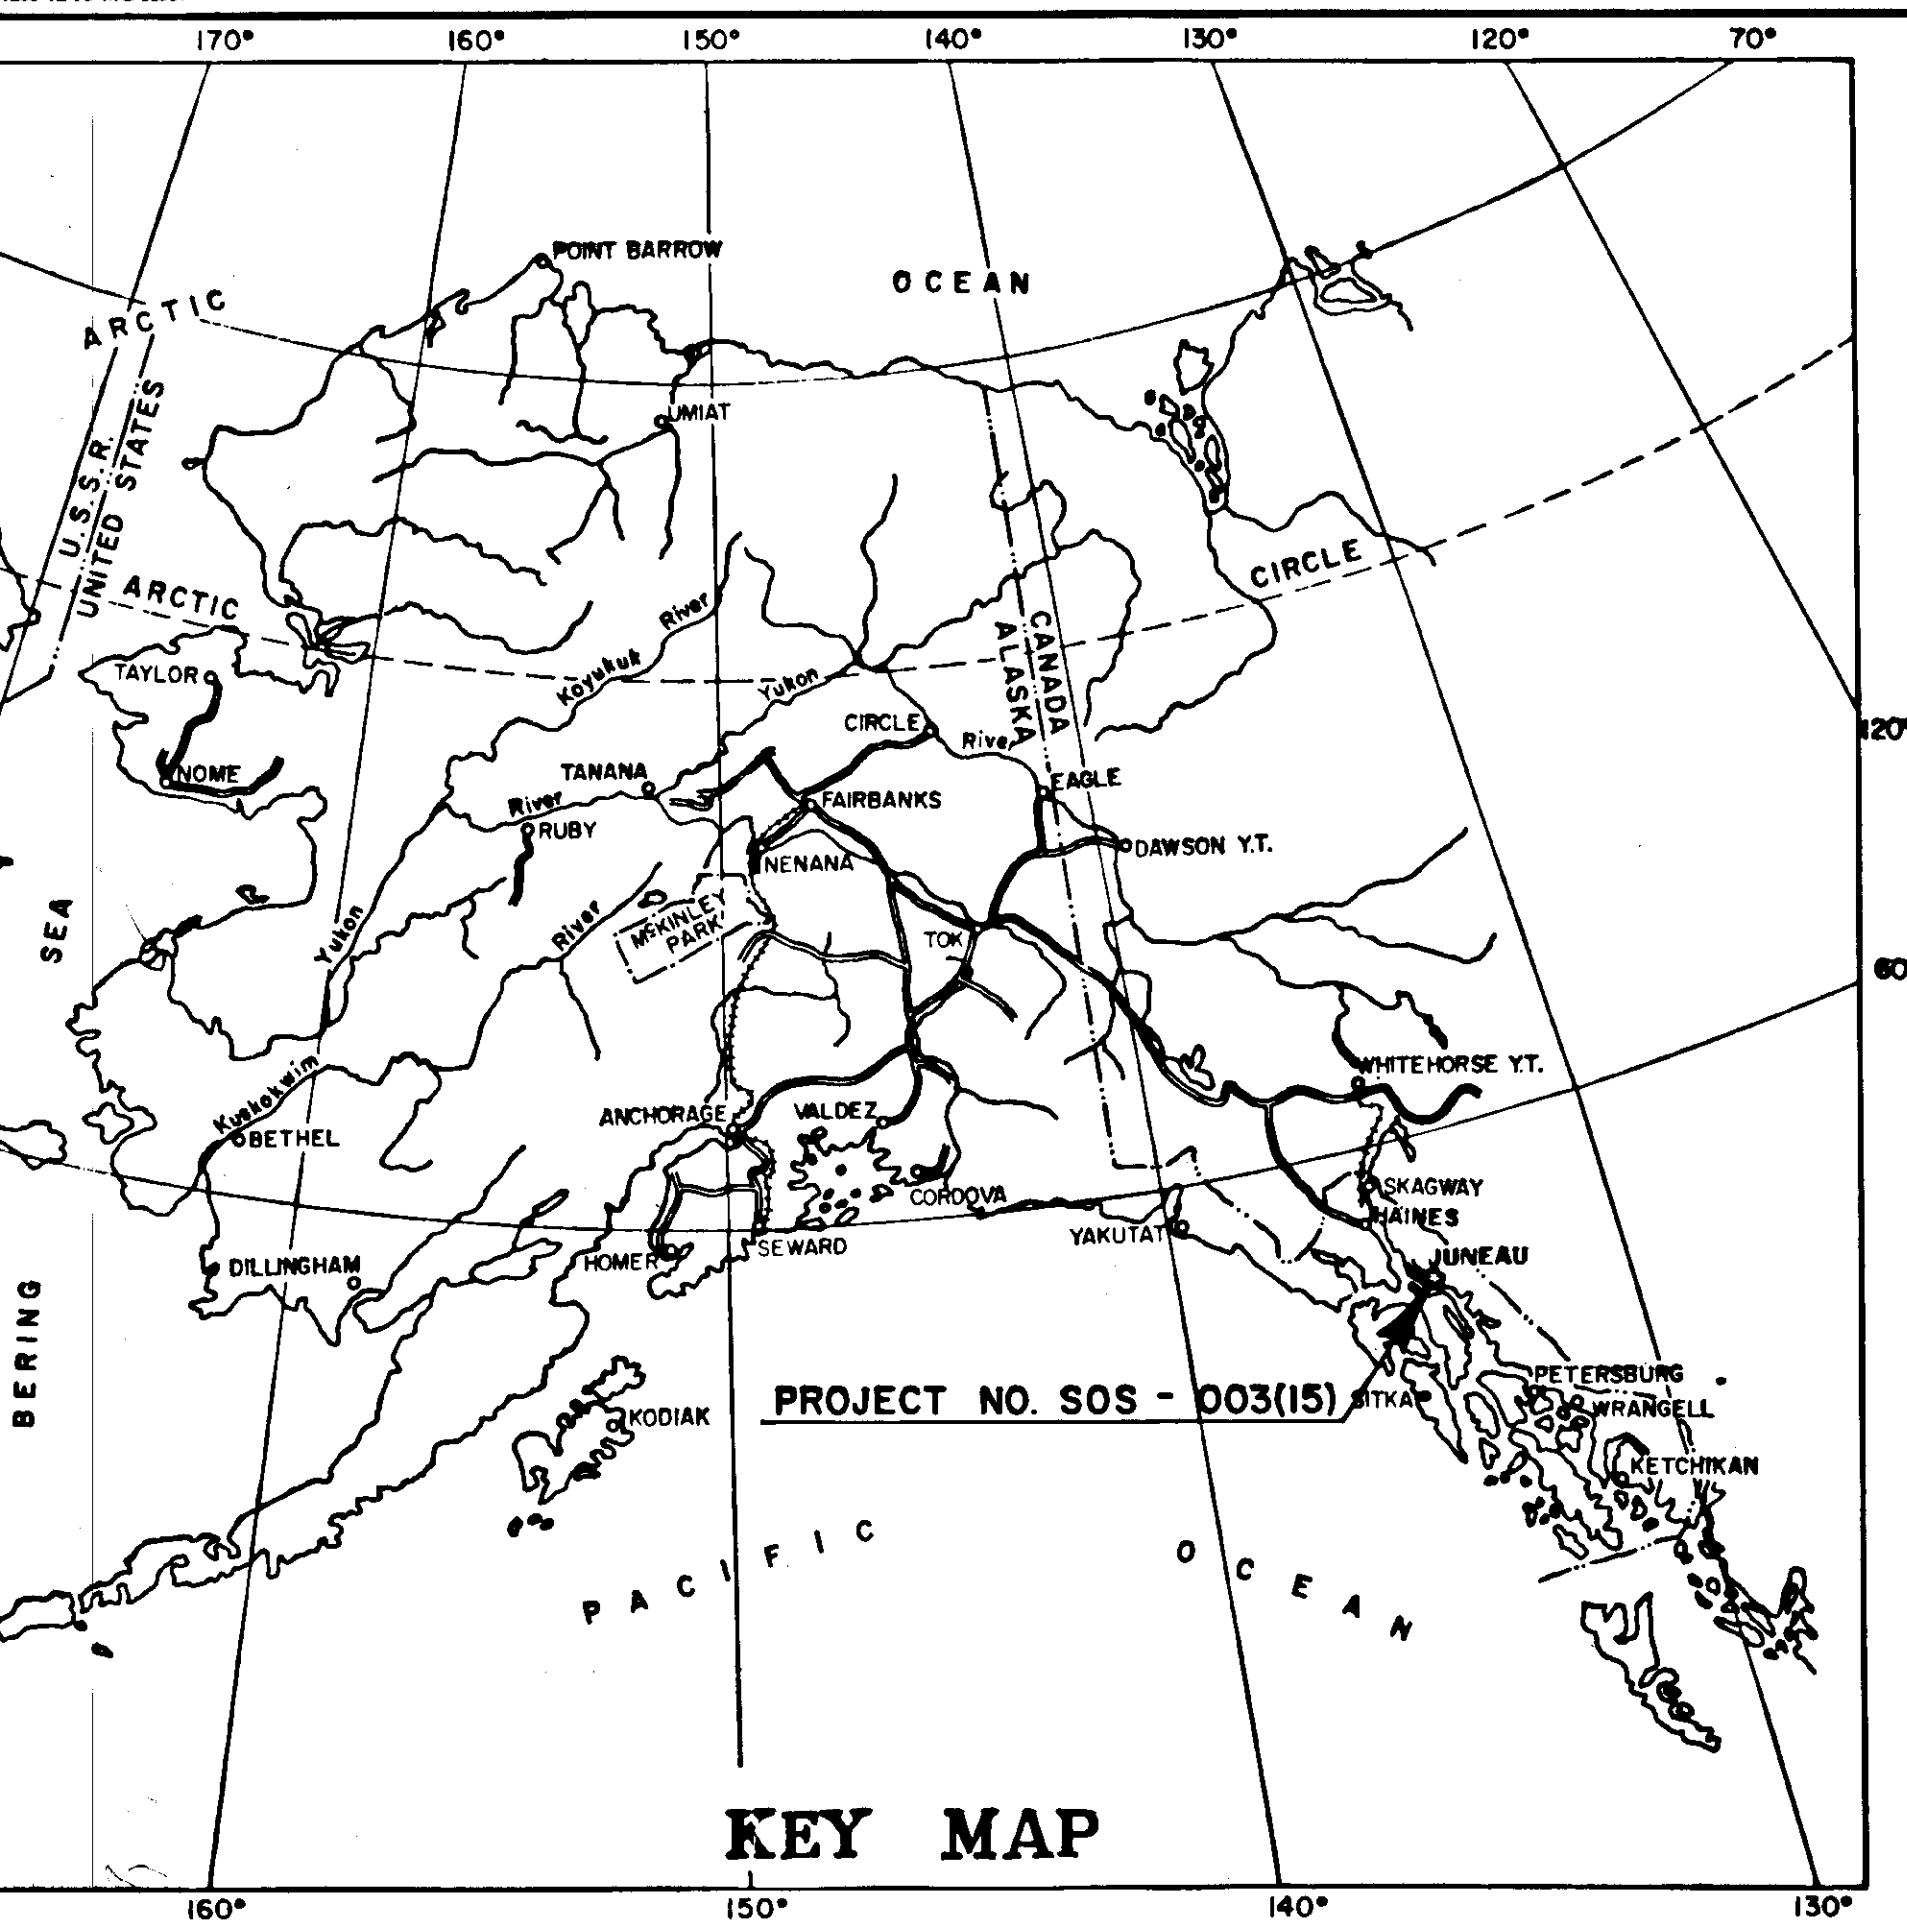 170° 160° 150° 140° 130° 120° 70°
POINT BARROW
OCEAN
ARCTIC
UMIAT
U.S.S.R.
UNITED STATES
ARCTIC
CIRCLE
River
Koyukuk
CANADA
ALASKA
TAYLOR
Yukon
CIRCLE
River
120°
NOME
TANANA
EAGLE
River
FAIRBANKS
RUBY
DAWSON Y.T.
NENANA
R
McKINLEY
PARK
SEA
Yukon
River
TOK
60
Kuskokwim
WHITEHORSE Y.T.
ANCHORAGE
VALDEZ
BETHEL
SKAGWAY
CORDOVA
HAINES
YAKUTAT
SEWARD
HOMER
JUNEAU
DILLINGHAM
BERING
PETERSBURG
PROJECT NO. SOS - 003(15)
SITKA
WRANGELL
KODIAK
KETCHIKAN
PACIFIC
OCEAN
KEY MAP
160° 150° 140° 130°